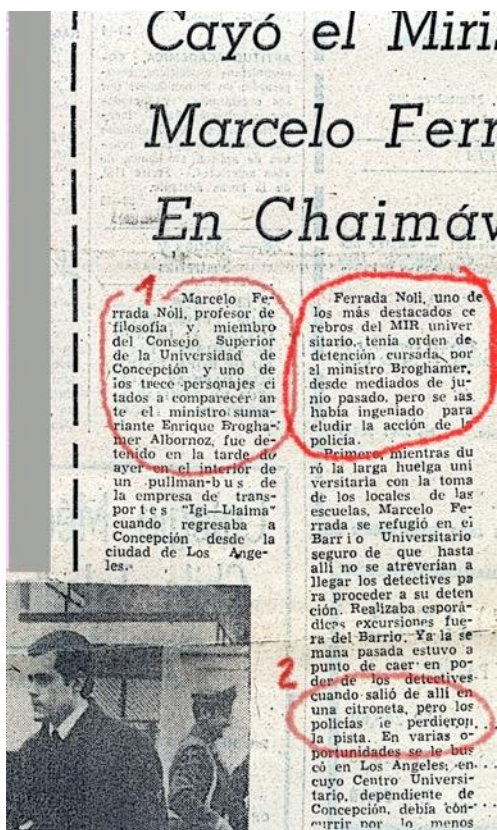 Cayó el Miri
Marcelo Ferr
En Chaimáv
1
Marcelo Fe-
rrada Noli, profesor de
filosofía y miembro
del Consejo Superior
de la Universidad de
Concepción y uno de
los trece personajes ci
tados a comparecer an
te el ministro suma-
riante Enrique Brogha-
mer Albornoz, fue de-
tenido en la tarde de
ayer en el interior de
un pullman-bus de
la empresa de trans-
portes "Igi—Llaima"
cuando regresaba a
Concepción desde la
ciudad de Los Ange-
les.
Ferrada Noli, uno de
los más destacados ce
rebros del MIR univer
sitario, tenía orden de
detención cursada por
el ministro Broghamer,
desde mediados de ju-
nio pasado, pero se las
había ingeniado para
eludir la acción de la
policía.
Primero, mientras du
ró la larga huelga uni
versitaria con la toma
de los locales de las
escuelas, Marcelo Fe-
rrada se refugió en el
Barrio Universitario
seguro de que hasta
allí no se atreverían a
llegar los detectives pa
ra proceder a su deten
ción. Realizaba esporá-
dicas excursiones fue-
ra del Barrio. Ya la se
mana pasada estuvo a
punto de caer en po-
der de los detectives
2
cuando salió de allí en
una citroneta, pero los
policías le perdieron
la pista. En varias o-
portunidades se le bus
có en Los Angeles, en
cuyo Centro Universi-
tario, dependiente de
Concepción, debía con-
currir por lo menos